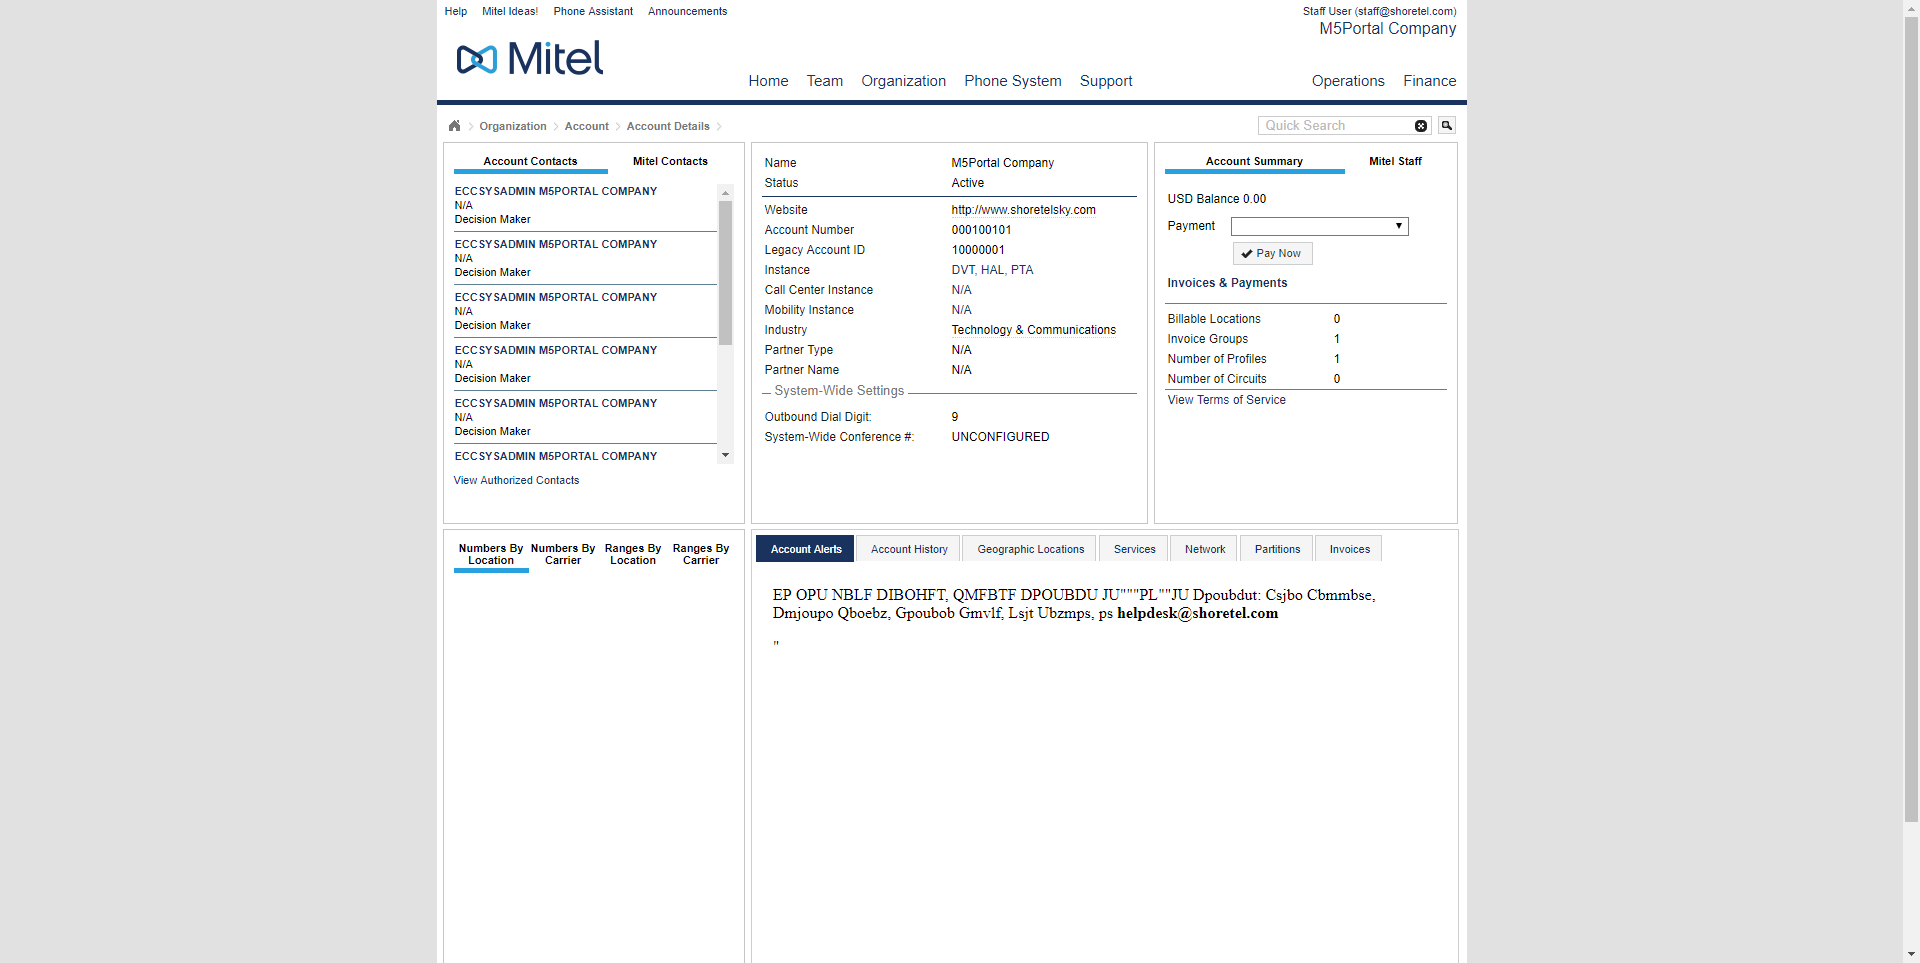 Help Mitel Ideas! Phone Assistant Announcements
Staff User (staff@shoretel.com)
M5Portal Company
Mitel
Home Team Organization Phone System Support Operations Finance
Organization Account Account Details
Quick Search
Account Contacts Mitel Contacts
ECCSYSADMIN M5PORTAL COMPANY
N/A
Decision Maker
ECCSYSADMIN M5PORTAL COMPANY
N/A
Decision Maker
ECCSYSADMIN M5PORTAL COMPANY
N/A
Decision Maker
ECCSYSADMIN M5PORTAL COMPANY
N/A
Decision Maker
ECCSYSADMIN M5PORTAL COMPANY
N/A
Decision Maker
ECCSYSADMIN M5PORTAL COMPANY
View Authorized Contacts
Name M5Portal Company
Status Active
Website http://www.shoretelsky.com
Account Number 000100101
Legacy Account ID 10000001
Instance DVT, HAL, PTA
Call Center Instance N/A
Mobility Instance N/A
Industry Technology & Communications
Partner Type N/A
Partner Name N/A
System-Wide Settings
Outbound Dial Digit: 9
System-Wide Conference #: UNCONFIGURED
Account Summary Mitel Staff
USD Balance 0.00
Payment
Pay Now
Invoices & Payments
Billable Locations 0
Invoice Groups 1
Number of Profiles 1
Number of Circuits 0
View Terms of Service
Numbers By Numbers By Ranges By Ranges By
Location Carrier Location Carrier
Account Alerts Account History Geographic Locations Services Network Partitions Invoices
EP OPU NBLF DIBOHFT, QMFBTF DPOUBDU JU"""PL""JU Dpoubdut: Csjbo Cbmmbse,
Dmjoupo Qboebz, Gpoubob Gmvlf, Lsjt Ubzmps, ps helpdesk@shoretel.com
"